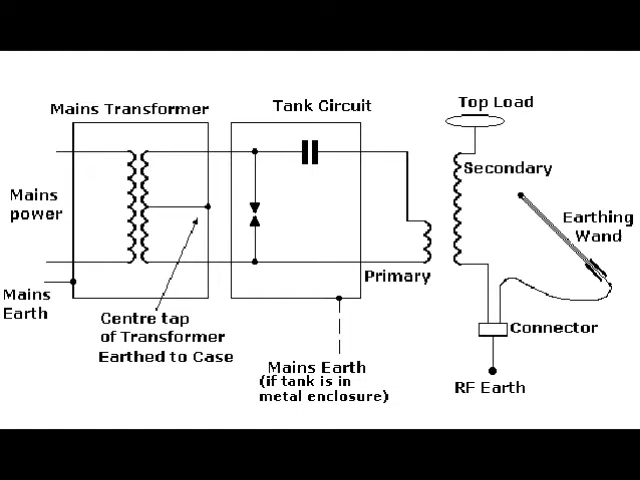 Mains Transformer
Tank Circuit
Top Load
Secondary
Mains
power
Earthing
Wand
Primary
Mains
Earth
Centre tap
of Transformer
Earthed to Case
Connector
Mains Earth
(if tank is in
metal enclosure)
RF Earth